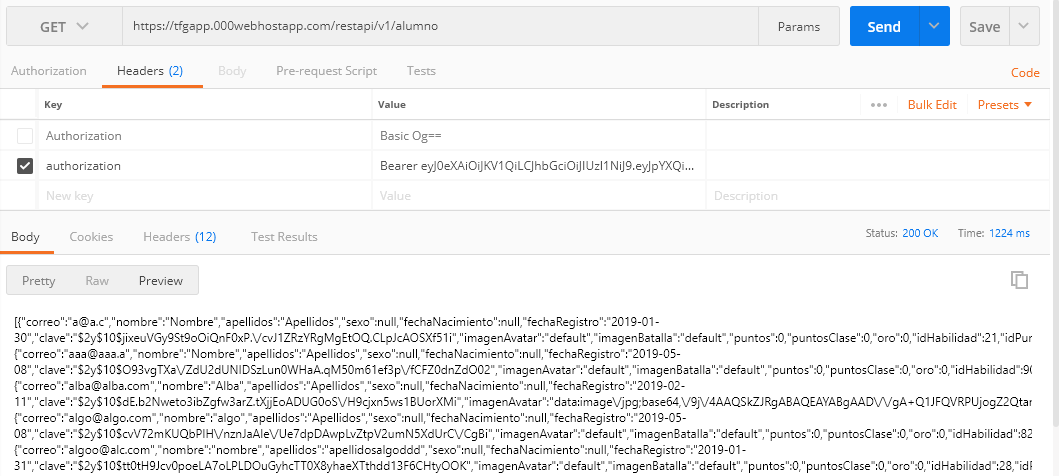 GET https://tfgapp.000webhostapp.com/restapi/v1/alumno Params Send Save
Authorization Headers (2) Body Pre-request Script Tests Code
Key Value Description ••• Bulk Edit Presets
Authorization Basic Og==
authorization Bearer eyJ0eXAiOiJKV1QiLCJhbGciOiJIUzI1NiJ9.eyJpYXQi...
New key Value Description
Body Cookies Headers (12) Test Results Status: 200 OK Time: 1224 ms
Pretty Raw Preview
[{"correo":"a@a.c","nombre":"Nombre","apellidos":"Apellidos","sexo":null,"fechaNacimiento":null,"fechaRegistro":"2019-01-
30","clave":"$2y$10$jixeuVGy9St9oOiQnF0xP.\/cvJ1ZRzYRgMgEtOQ.CLpJcAOSXf51i","imagenAvatar":"default","imagenBatalla":"default","puntos":0,"puntosClase":0,"oro":0,"idHabilidad":21,"idPu
{"correo":"aaa@aaa.a","nombre":"Nombre","apellidos":"Apellidos","sexo":null,"fechaNacimiento":null,"fechaRegistro":"2019-05-
08","clave":"$2y$10$O93vgTXa\/ZdU2dUNIDSzLun0WHaA.qM50m61ef3p\/fCFZ0dnZdO02","imagenAvatar":"default","imagenBatalla":"default","puntos":0,"puntosClase":0,"oro":0,"idHabilidad":90
{"correo":"alba@alba.com","nombre":"Alba","apellidos":"Apellidos","sexo":null,"fechaNacimiento":null,"fechaRegistro":"2019-02-
11","clave":"$2y$10$dE.b2Nweto3ibZgfw3arZ.tXjjEoADUG0oS\/H9cjxn5ws1BUorXMi","imagenAvatar":"data:image\/jpg;base64,\/9j\/4AAQSkZJRgABAQEAYABgAAD\/\/gA+Q1JFQVRPUjogZ2Qtan
{"correo":"algo@algo.com","nombre":"algo","apellidos":"Apellidos","sexo":null,"fechaNacimiento":null,"fechaRegistro":"2019-05-
08","clave":"$2y$10$cvV72mKUQbPIH\/nznJaAle\/Ue7dpDAwpLvZtpV2umN5XdUrC\/CgBi","imagenAvatar":"default","imagenBatalla":"default","puntos":0,"puntosClase":0,"oro":0,"idHabilidad":82
{"correo":"algoo@alc.com","nombre":"nombre","apellidos":"apellidosalgoddd","sexo":null,"fechaNacimiento":null,"fechaRegistro":"2019-01-
31","clave":"$2y$10$tt0tH9Jcv0poeLA7oLPLDOuGyhcTT0X8yhaeXTthdd13F6CHtyOOK","imagenAvatar":"default","imagenBatalla":"default","puntos":0,"puntosClase":0,"oro":0,"idHabilidad":28,"idP